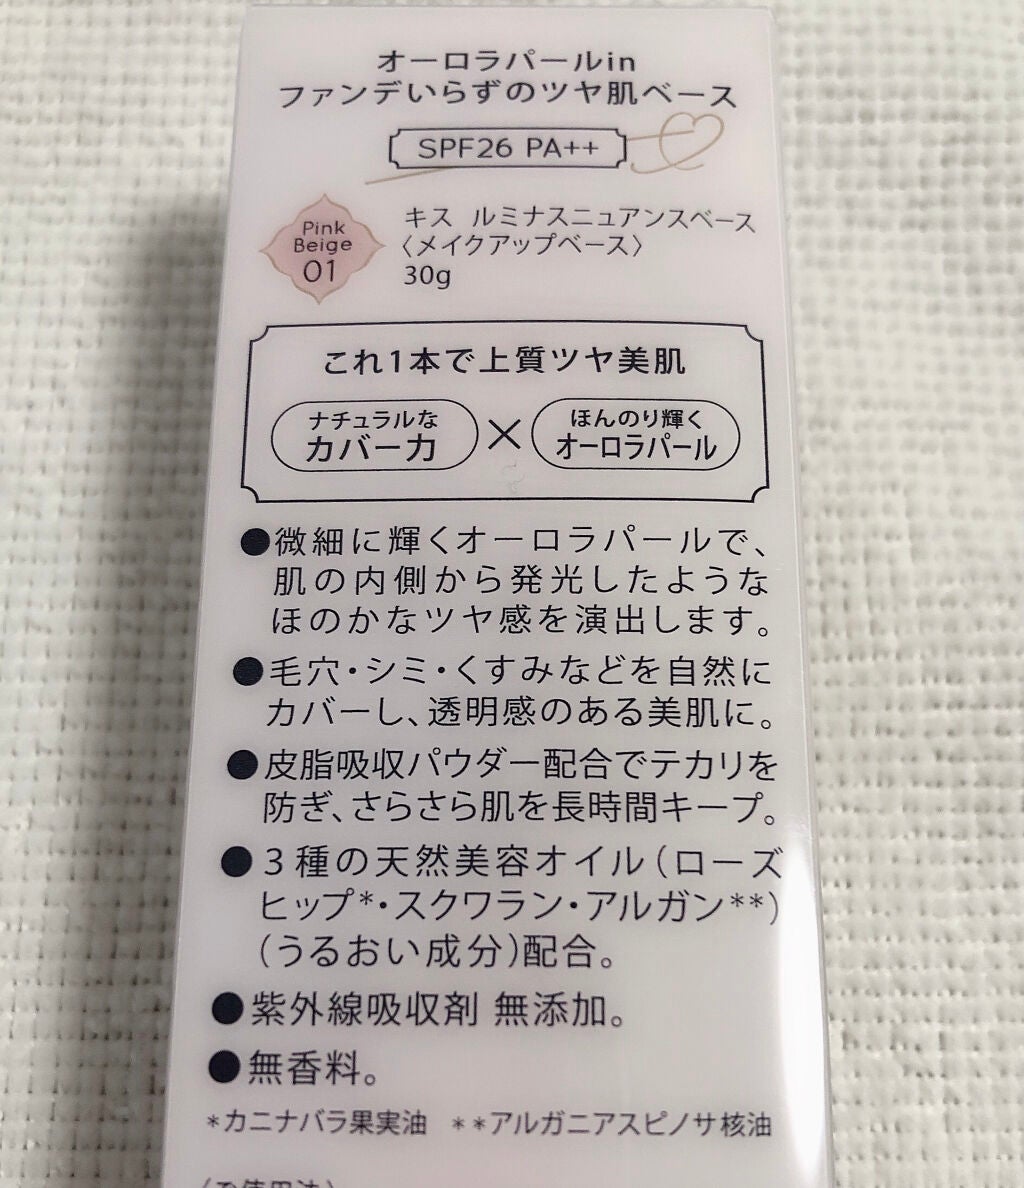 オーロラパールin
ファンデいらずのツヤ肌ベース
SPF26 PA++
Pink
Beige
01
キス ルミナスニュアンスベース
〈メイクアップベース〉
30g
これ1本で上質ツヤ美肌
ナチュラルな
カバー力
×
ほんのり輝く
オーロラパール
●微細に輝くオーロラパールで、
肌の内側から発光したような
ほのかなツヤ感を演出します。
●毛穴・シミ・くすみなどを自然に
カバーし、透明感のある美肌に。
●皮脂吸収パウダー配合でテカリを
防ぎ、さらさら肌を長時間キープ。
●3種の天然美容オイル(ローズ
ヒップ*・スクワラン・アルガン**)
(うるおい成分)配合。
●紫外線吸収剤 無添加。
●無香料。
*カニナバラ果実油 **アルガニアスピノサ核油